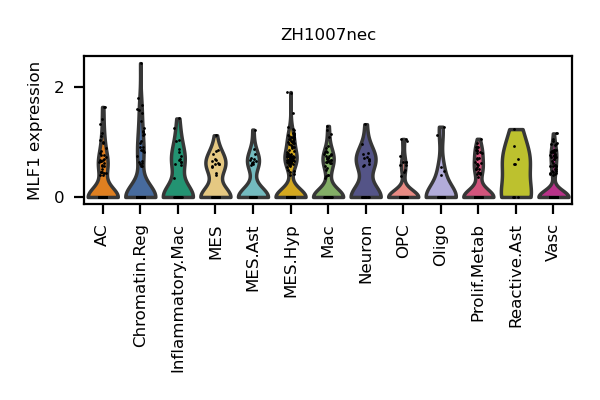 ZH1007nec
MLF1 expression
2
0
AC
Chromatin.Reg
Inflammatory.Mac
MES
MES.Ast
MES.Hyp
Mac
Neuron
OPC
Oligo
Prolif.Metab
Reactive.Ast
Vasc